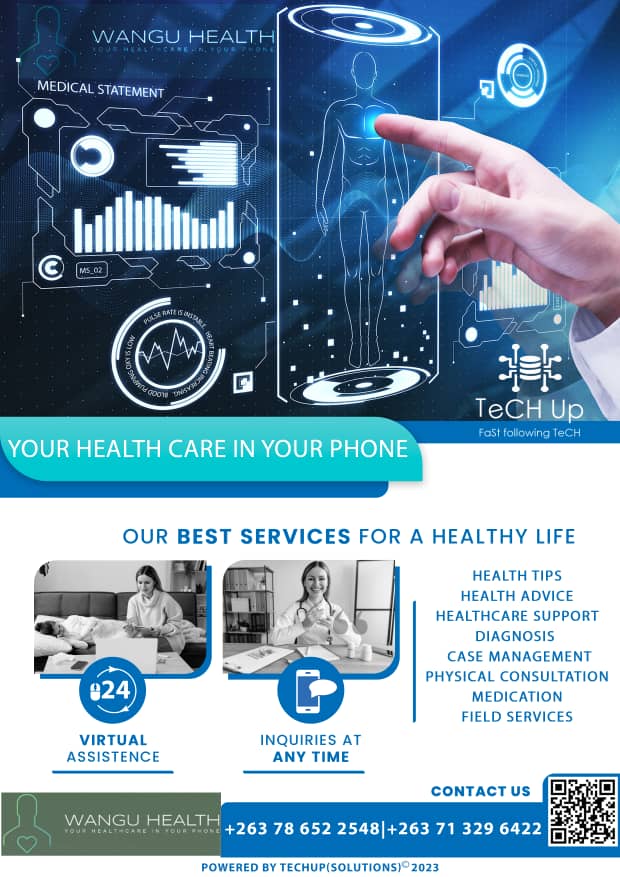 WANGU HEALTH
YOUR HEALTHCARE IN YOUR PHONE
MEDICAL STATEMENT
MS_02
PULSE RATE IS INSTABLE
HEART BEATING INCREASING,
BLOOD PUMPING OXY IS LOW
TeCH Up
FaSt following TeCH
YOUR HEALTH CARE IN YOUR PHONE
OUR BEST SERVICES FOR A HEALTHY LIFE
HEALTH TIPS
HEALTH ADVICE
HEALTHCARE SUPPORT
DIAGNOSIS
CASE MANAGEMENT
PHYSICAL CONSULTATION
MEDICATION
FIELD SERVICES
24
VIRTUAL
ASSISTENCE
INQUIRIES AT
ANY TIME
CONTACT US
WANGU HEALTH
YOUR HEALTHCARE IN YOUR PHONE
+263 78 652 2548|+263 71 329 6422
POWERED BY TECHUP(SOLUTIONS)© 2023